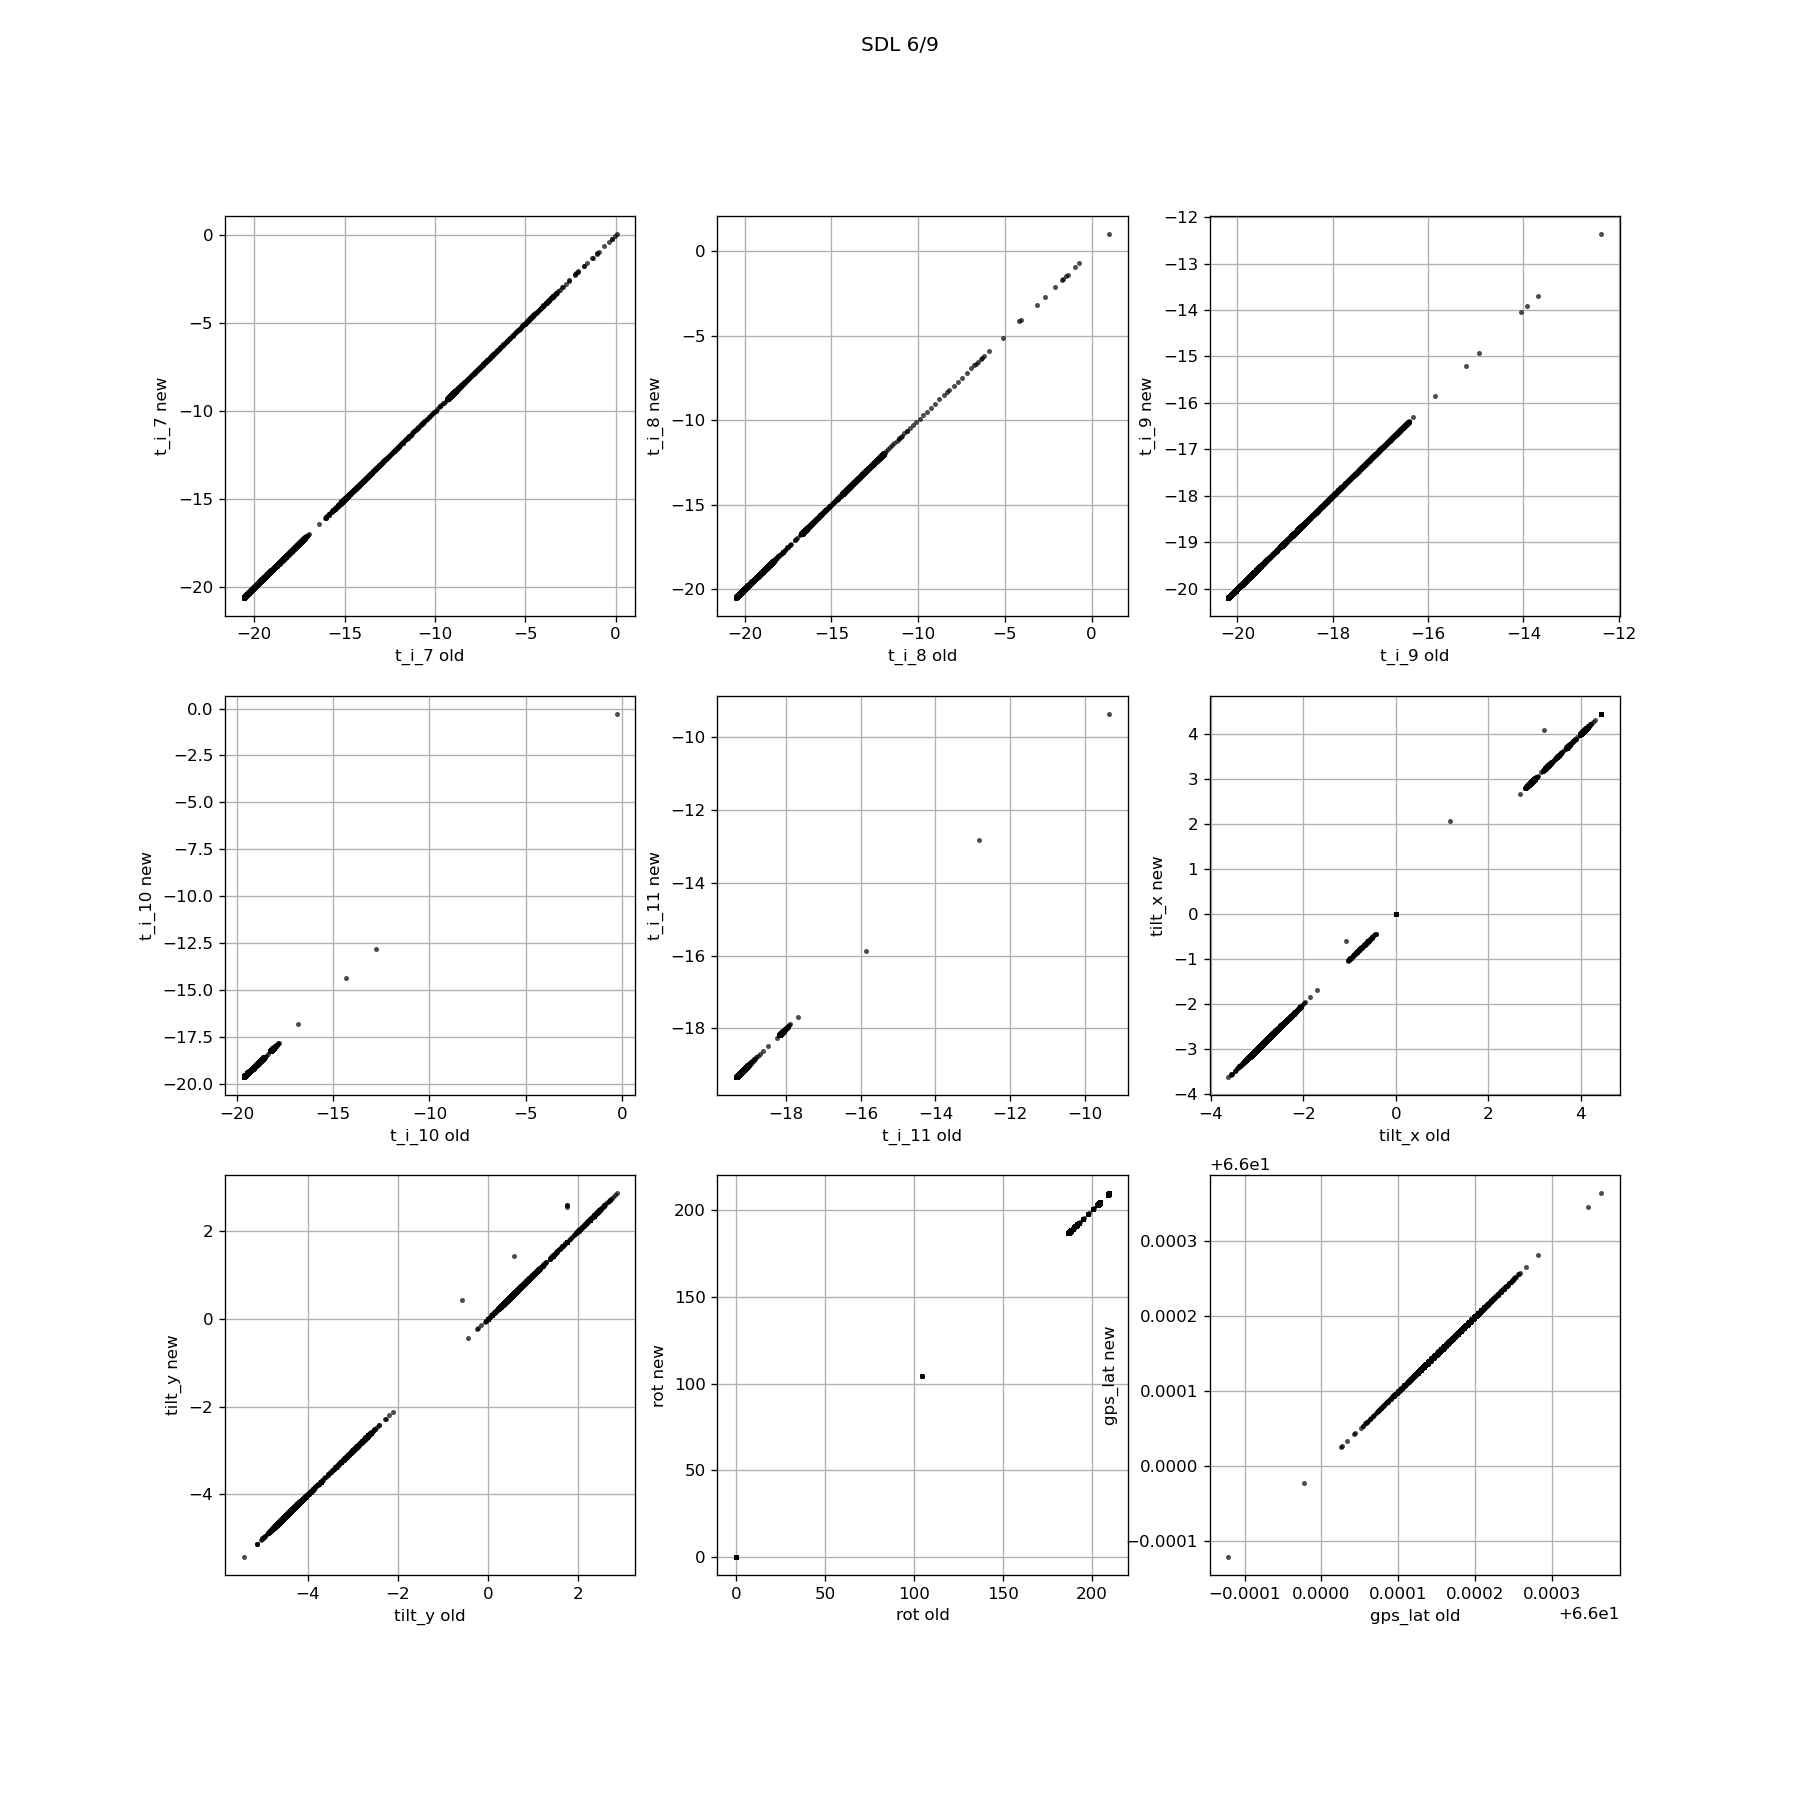 SDL 6/9
0
−5
−10
−15
−20
t_i_7 new
−20 −15 −10 −5 0
t_i_7 old
0
−5
−10
−15
−20
t_i_8 new
−20 −15 −10 −5 0
t_i_8 old
−12
−13
−14
−15
−16
−17
−18
−19
−20
t_i_9 new
−20 −18 −16 −14 −12
t_i_9 old
0.0
−2.5
−5.0
−7.5
−10.0
−12.5
−15.0
−17.5
−20.0
t_i_10 new
−20 −15 −10 −5 0
t_i_10 old
−10
−12
−14
−16
−18
t_i_11 new
−18 −16 −14 −12 −10
t_i_11 old
4
3
2
1
0
−1
−2
−3
−4
tilt_x new
−4 −2 0 2 4
tilt_x old
2
0
−2
−4
tilt_y new
−4 −2 0 2
tilt_y old
200
150
100
50
0
rot new
0 50 100 150 200
rot old
+6.6e1
0.0003
0.0002
0.0001
0.0000
−0.0001
gps_lat new
−0.0001 0.0000 0.0001 0.0002 0.0003
gps_lat old
+6.6e1